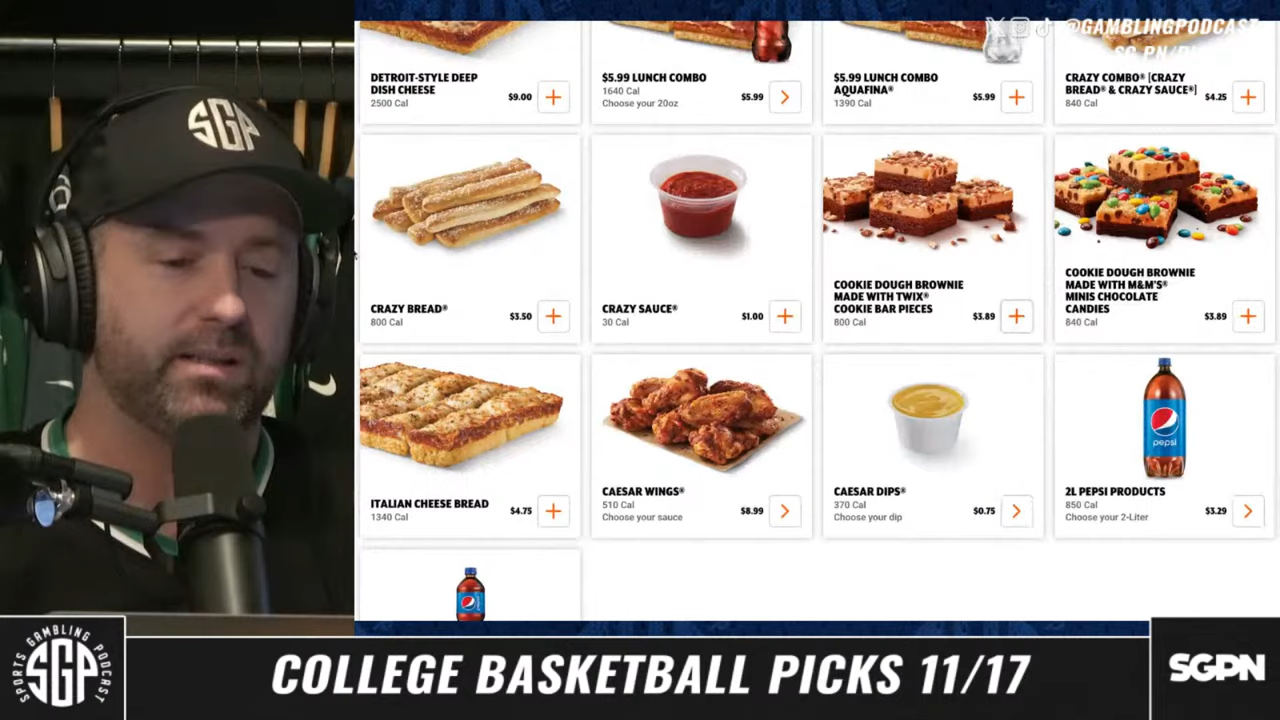 @GAMBLINGPODCAST
DETROIT-STYLE DEEP
DISH CHEESE
2500 Cal
$9.00
$5.99 LUNCH COMBO
1640 Cal
Choose your 20oz
$5.99
$5.99 LUNCH COMBO
AQUAFINA®
1390 Cal
$5.99
CRAZY COMBO® [CRAZY
BREAD® & CRAZY SAUCE®]
840 Cal
$4.25
SGP
CRAZY BREAD®
800 Cal
$3.50
CRAZY SAUCE®
30 Cal
$1.00
COOKIE DOUGH BROWNIE
MADE WITH TWIX®
COOKIE BAR PIECES
800 Cal
$3.89
COOKIE DOUGH BROWNIE
MADE WITH M&M'S®
MINIS CHOCOLATE
CANDIES
840 Cal
$3.89
ITALIAN CHEESE BREAD
1340 Cal
$4.75
CAESAR WINGS®
510 Cal
Choose your sauce
$8.99
CAESAR DIPS®
370 Cal
Choose your dip
$0.75
pepsi
2L PEPSI PRODUCTS
850 Cal
Choose your 2-Liter
$3.29
SPORTS GAMBLING PODCAST
SGP
COLLEGE BASKETBALL PICKS 11/17
SGPN